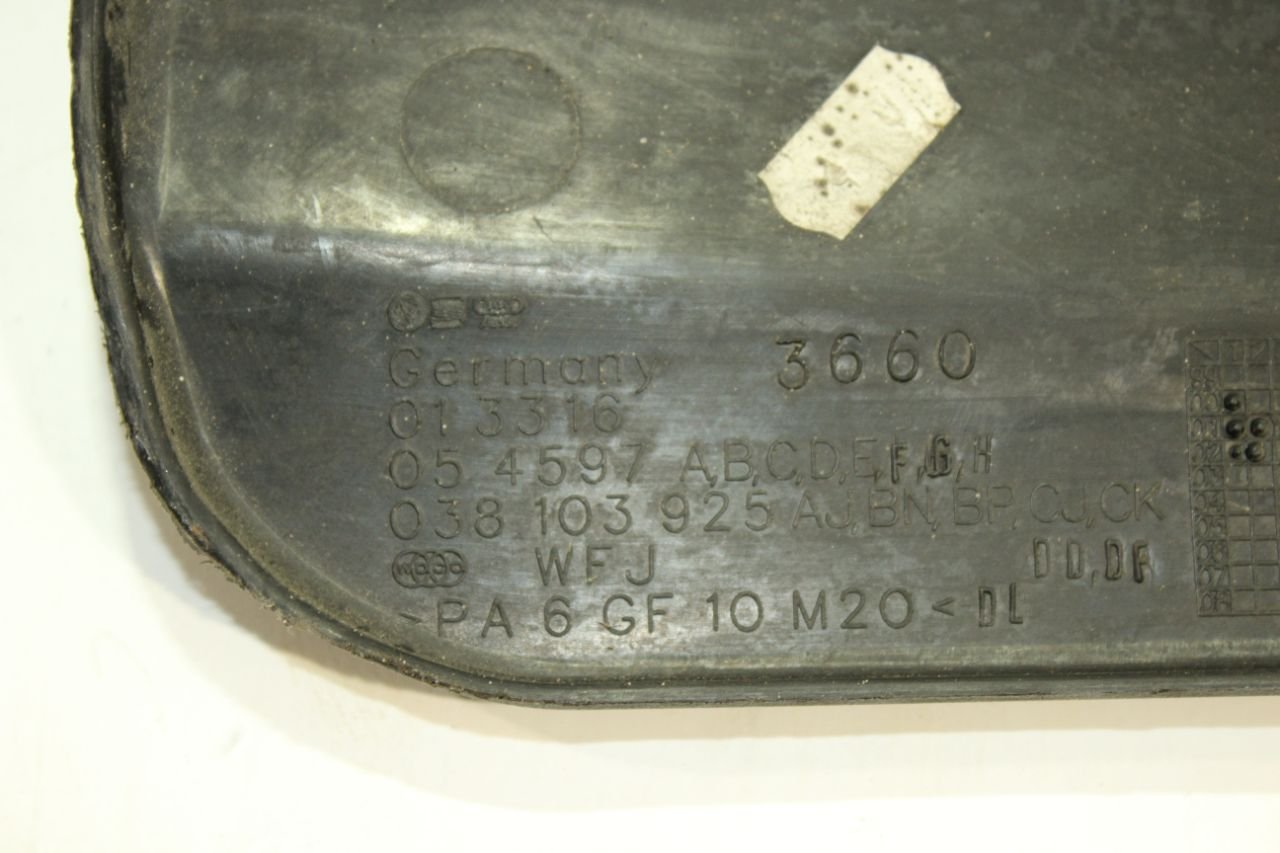 Germany 3660
01 3316
05 4597 A,B,C,D,E,F,G,H
038 103 925 AJ,BN,BP,CJ,CK
WFJ DD,DF
>PA 6 GF 10 M20< DL